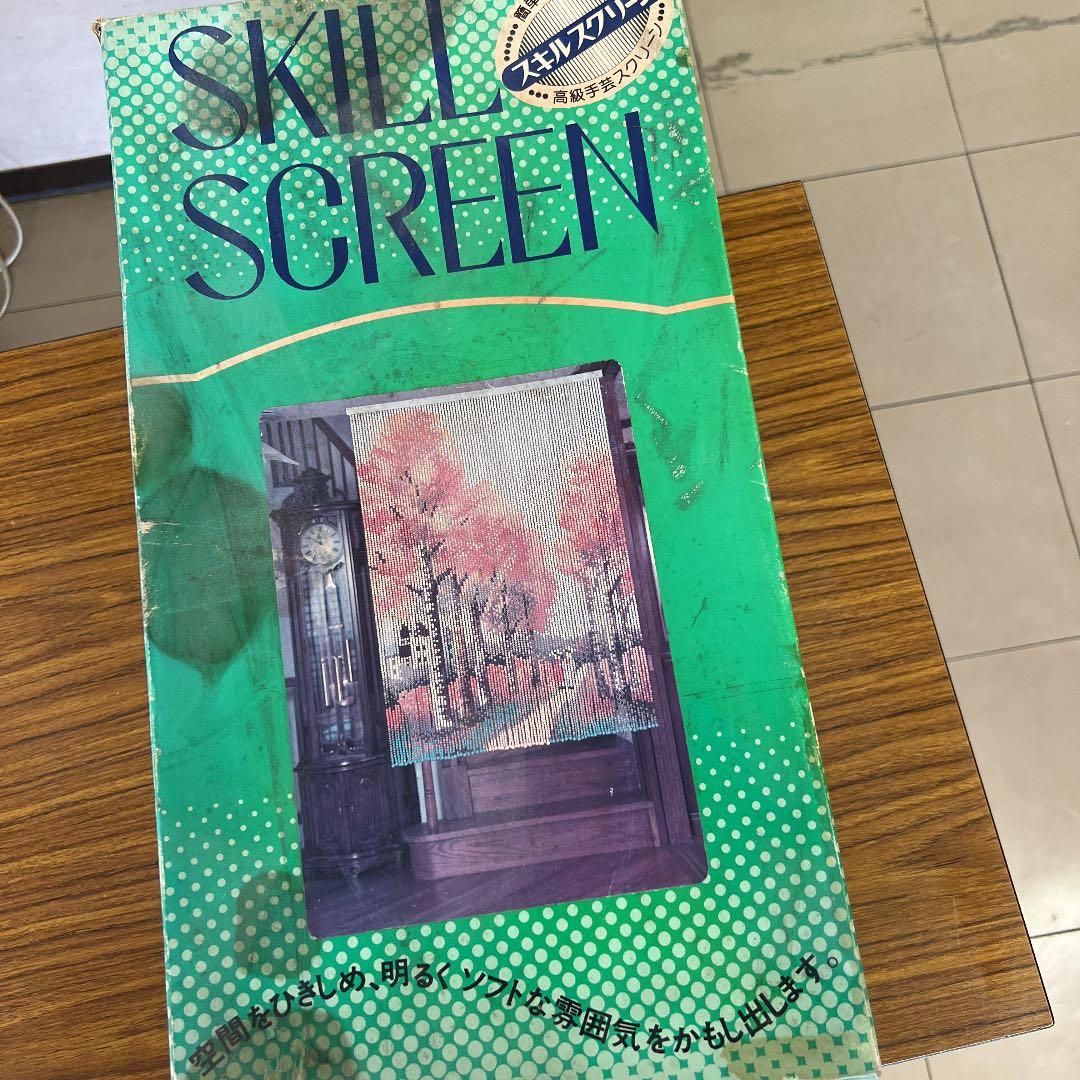 SKILL
SCREEN
簡単
スキルスクリーン
高級手芸スクリーン
空間をひきしめ、明るくソフトな雰囲気をかもし出します。